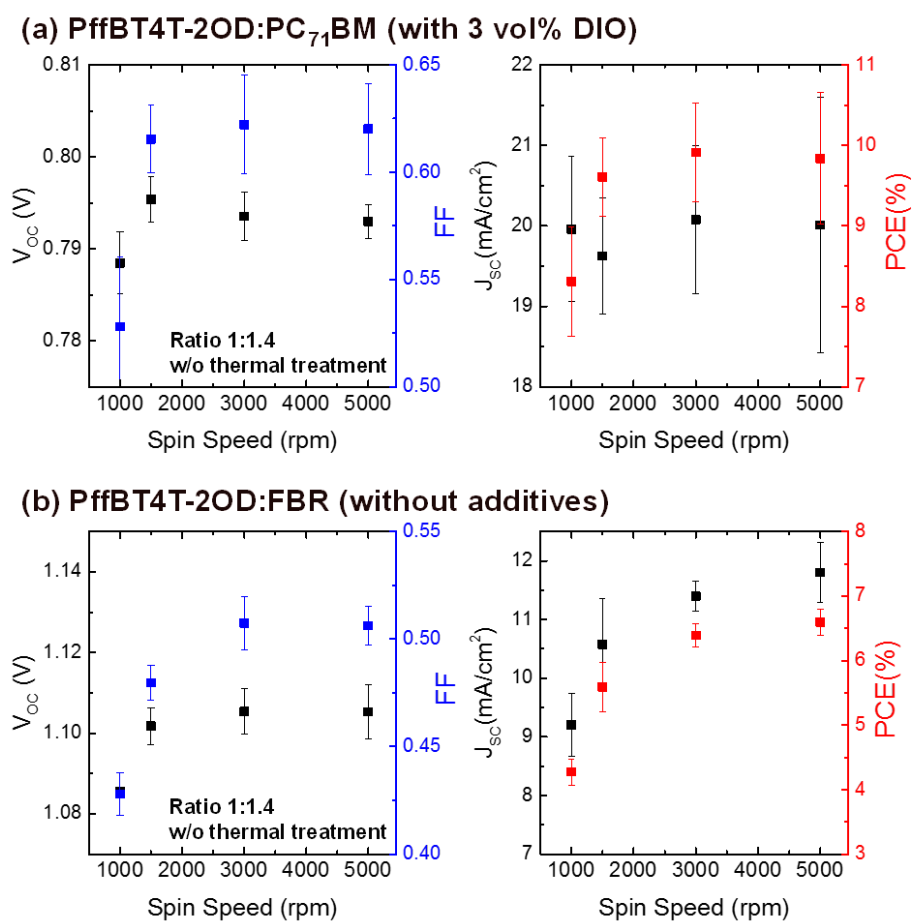 (a) PffBT4T-2OD:PC₇₁BM (with 3 vol% DIO)
0.81
0.80
0.79
0.78
V_OC (V)
0.65
0.60
0.55
0.50
FF
Ratio 1:1.4
w/o thermal treatment
1000 2000 3000 4000 5000
Spin Speed (rpm)
22
21
20
19
18
J_SC(mA/cm²)
11
10
9
8
7
PCE(%)
1000 2000 3000 4000 5000
Spin Speed (rpm)
(b) PffBT4T-2OD:FBR (without additives)
1.14
1.12
1.10
1.08
V_OC (V)
0.55
0.50
0.45
0.40
FF
Ratio 1:1.4
w/o thermal treatment
1000 2000 3000 4000 5000
Spin Speed (rpm)
12
11
10
9
8
7
J_SC(mA/cm²)
8
7
6
5
4
3
PCE(%)
1000 2000 3000 4000 5000
Spin Speed (rpm)